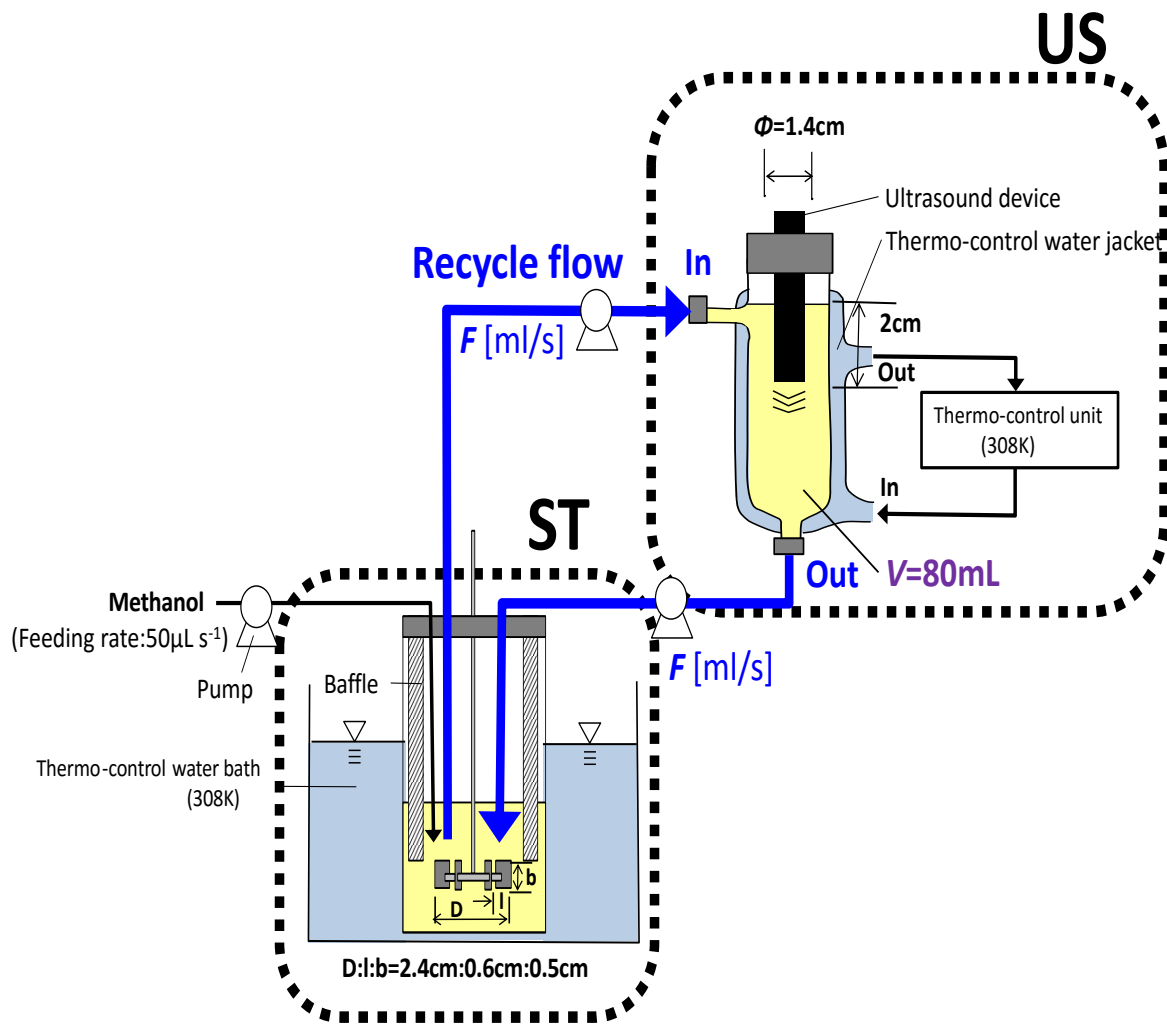 US
Φ=1.4cm
Ultrasound device
Thermo-control water jacket
Recycle flow
In
F [ml/s]
2cm
Out
Thermo-control unit
(308K)
In
ST
Out
V=80mL
Methanol
(Feeding rate:50μL s-1)
Pump
Baffle
F [ml/s]
Thermo-control water bath
(308K)
b
l
D
D:l:b=2.4cm:0.6cm:0.5cm